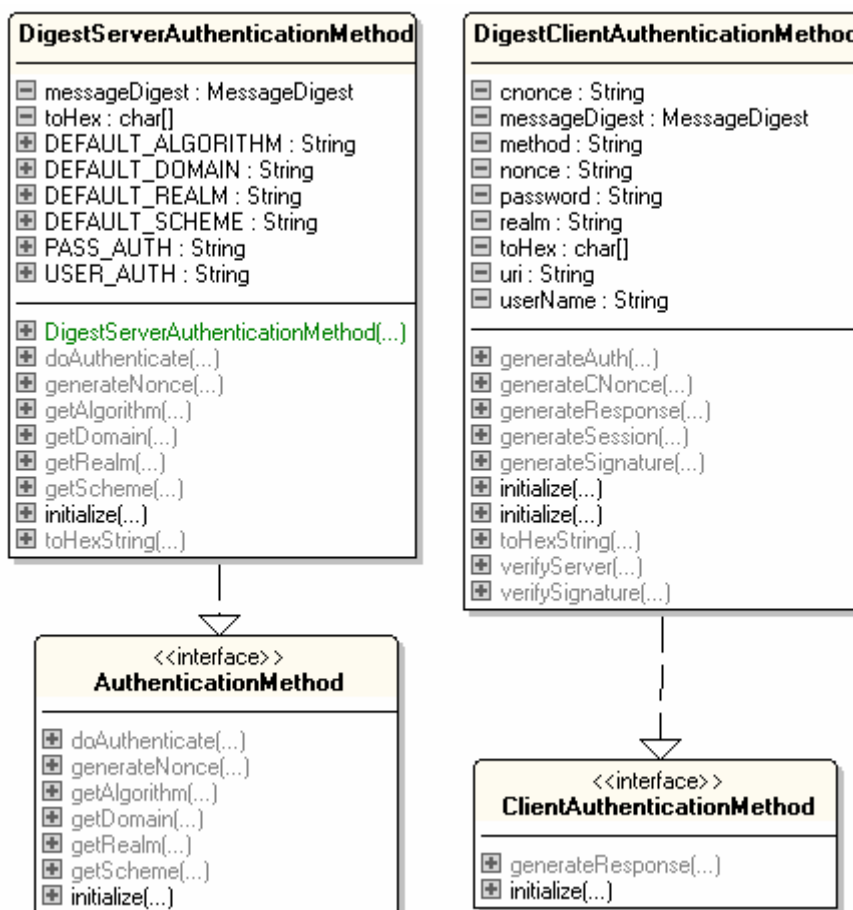 DigestServerAuthenticationMethod
messageDigest : MessageDigest
toHex : char[]
DEFAULT_ALGORITHM : String
DEFAULT_DOMAIN : String
DEFAULT_REALM : String
DEFAULT_SCHEME : String
PASS_AUTH : String
USER_AUTH : String
DigestServerAuthenticationMethod(...)
doAuthenticate(...)
generateNonce(...)
getAlgorithm(...)
getDomain(...)
getRealm(...)
getScheme(...)
initialize(...)
toHexString(...)
<<interface>>
AuthenticationMethod
doAuthenticate(...)
generateNonce(...)
getAlgorithm(...)
getDomain(...)
getRealm(...)
getScheme(...)
initialize(...)
DigestClientAuthenticationMethod
cnonce : String
messageDigest : MessageDigest
method : String
nonce : String
password : String
realm : String
toHex : char[]
uri : String
userName : String
generateAuth(...)
generateCNonce(...)
generateResponse(...)
generateSession(...)
generateSignature(...)
initialize(...)
initialize(...)
toHexString(...)
verifyServer(...)
verifySignature(...)
<<interface>>
ClientAuthenticationMethod
generateResponse(...)
initialize(...)